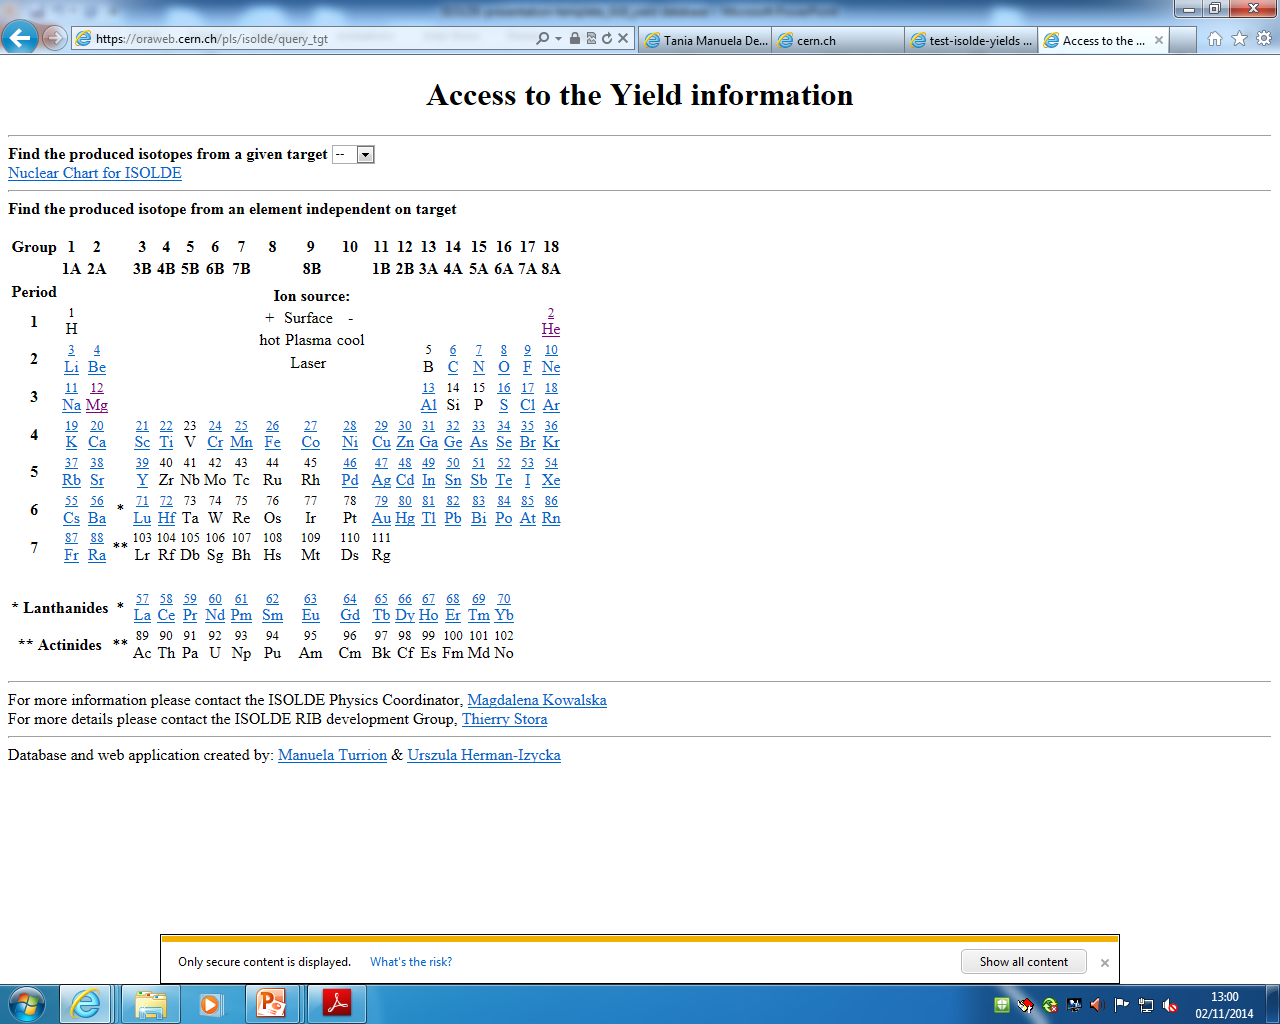 https://oraweb.cern.ch/pls/isolde/query_tgt
Tania Manuela De...
cern.ch
test-isolde-yields ...
Access to the ...
Access to the Yield information
Find the produced isotopes from a given target --
Nuclear Chart for ISOLDE
Find the produced isotope from an element independent on target
Group 1 2 3 4 5 6 7 8 9 10 11 12 13 14 15 16 17 18
1A 2A 3B 4B 5B 6B 7B 8B 1B 2B 3A 4A 5A 6A 7A 8A
Period
Ion source:
1 2
1 H He
+ Surface -
hot Plasma cool
Laser
3 4 5 6 7 8 9 10
2 Li Be B C N O F Ne
11 12 13 14 15 16 17 18
3 Na Mg Al Si P S Cl Ar
19 20 21 22 23 24 25 26 27 28 29 30 31 32 33 34 35 36
4 K Ca Sc Ti V Cr Mn Fe Co Ni Cu Zn Ga Ge As Se Br Kr
37 38 39 40 41 42 43 44 45 46 47 48 49 50 51 52 53 54
5 Rb Sr Y Zr Nb Mo Tc Ru Rh Pd Ag Cd In Sn Sb Te I Xe
55 56 71 72 73 74 75 76 77 78 79 80 81 82 83 84 85 86
6 Cs Ba * Lu Hf Ta W Re Os Ir Pt Au Hg Tl Pb Bi Po At Rn
87 88 103 104 105 106 107 108 109 110 111
7 Fr Ra ** Lr Rf Db Sg Bh Hs Mt Ds Rg
57 58 59 60 61 62 63 64 65 66 67 68 69 70
* Lanthanides * La Ce Pr Nd Pm Sm Eu Gd Tb Dy Ho Er Tm Yb
89 90 91 92 93 94 95 96 97 98 99 100 101 102
** Actinides ** Ac Th Pa U Np Pu Am Cm Bk Cf Es Fm Md No
For more information please contact the ISOLDE Physics Coordinator, Magdalena Kowalska
For more details please contact the ISOLDE RIB development Group, Thierry Stora
Database and web application created by: Manuela Turrion & Urszula Herman-Izycka
Only secure content is displayed. What's the risk? Show all content
13:00
02/11/2014